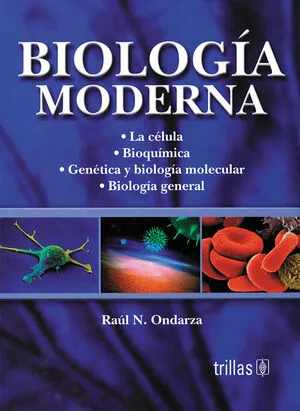 BIOLOGÍA
MODERNA
• La célula
• Bioquímica
• Genética y biología molecular
• Biología general
Raúl N. Ondarza
trillas